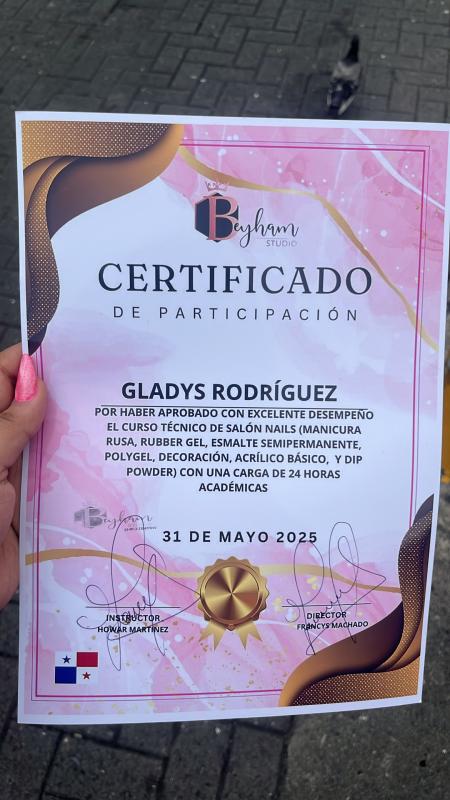 Beyham
STUDIO
CERTIFICADO
DE PARTICIPACIÓN
GLADYS RODRÍGUEZ
POR HABER APROBADO CON EXCELENTE DESEMPEÑO
EL CURSO TÉCNICO DE SALÓN NAILS (MANICURA
RUSA, RUBBER GEL, ESMALTE SEMIPERMANENTE,
POLYGEL, DECORACIÓN, ACRÍLICO BÁSICO, Y DIP
POWDER) CON UNA CARGA DE 24 HORAS
ACADÉMICAS
Beyham
31 DE MAYO 2025
INSTRUCTOR
HOWAR MARTÍNEZ
DIRECTOR
FRANCYS MACHADO